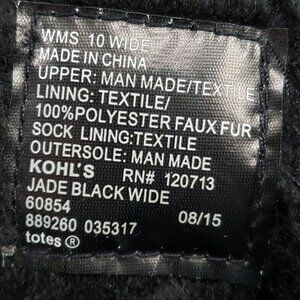 WMS 10 WIDE
MADE IN CHINA
UPPER: MAN MADE/TEXTILE
LINING: TEXTILE/
100%POLYESTER FAUX FUR
SOCK LINING:TEXTILE
OUTERSOLE: MAN MADE
KOHL'S RN# 120713
JADE BLACK WIDE
60854 08/15
889260 035317
totes ®